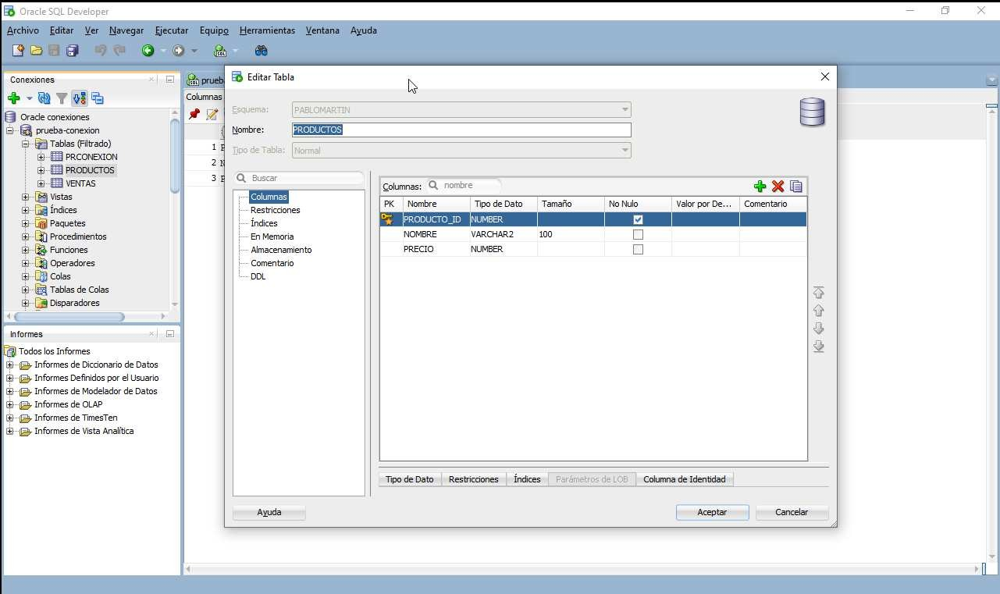 Oracle SQL Developer
Archivo Editar Ver Navegar Ejecutar Equipo Herramientas Ventana Ayuda
Conexiones
Oracle conexiones
prueba-conexion
Tablas (Filtrado)
PRCONEXION
PRODUCTOS
VENTAS
Vistas
Índices
Paquetes
Procedimientos
Funciones
Operadores
Colas
Tablas de Colas
Disparadores
Informes
Todos los Informes
Informes de Diccionario de Datos
Informes Definidos por el Usuario
Informes de Modelador de Datos
Informes de OLAP
Informes de TimesTen
Informes de Vista Analítica
Columnas
1
2
3
Editar Tabla
Esquema: PABLOMARTIN
Nombre: PRODUCTOS
Tipo de Tabla: Normal
Buscar
Columnas
Restricciones
Índices
En Memoria
Almacenamiento
Comentario
DDL
Columnas: nombre
PK Nombre Tipo de Dato Tamaño No Nulo Valor por De... Comentario
PRODUCTO_ID NUMBER
NOMBRE VARCHAR2 100
PRECIO NUMBER
Tipo de Dato Restricciones Índices Parámetros de LOB Columna de Identidad
Ayuda Aceptar Cancelar